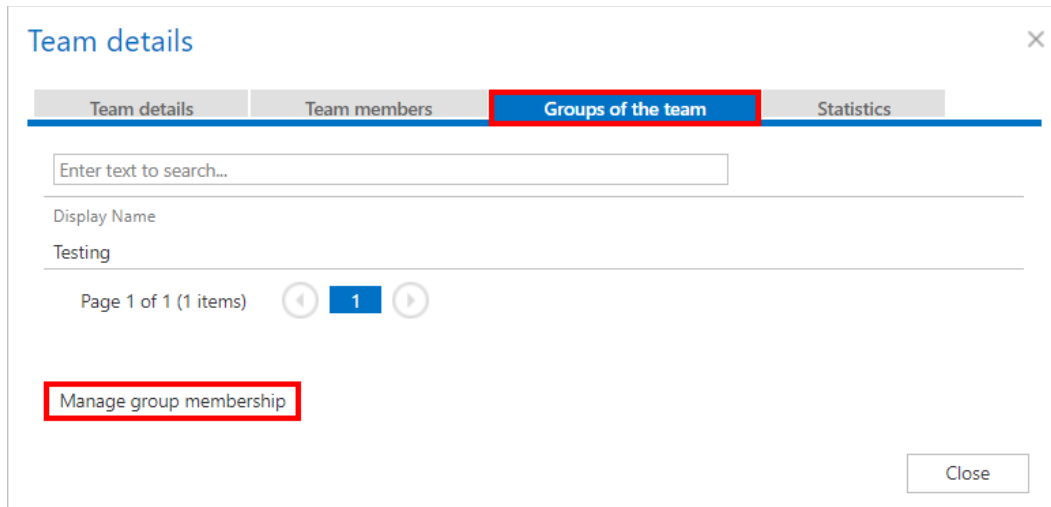 Team details
Team details Team members Groups of the team Statistics
Enter text to search...
Display Name
Testing
Page 1 of 1 (1 items) 1
Manage group membership
Close